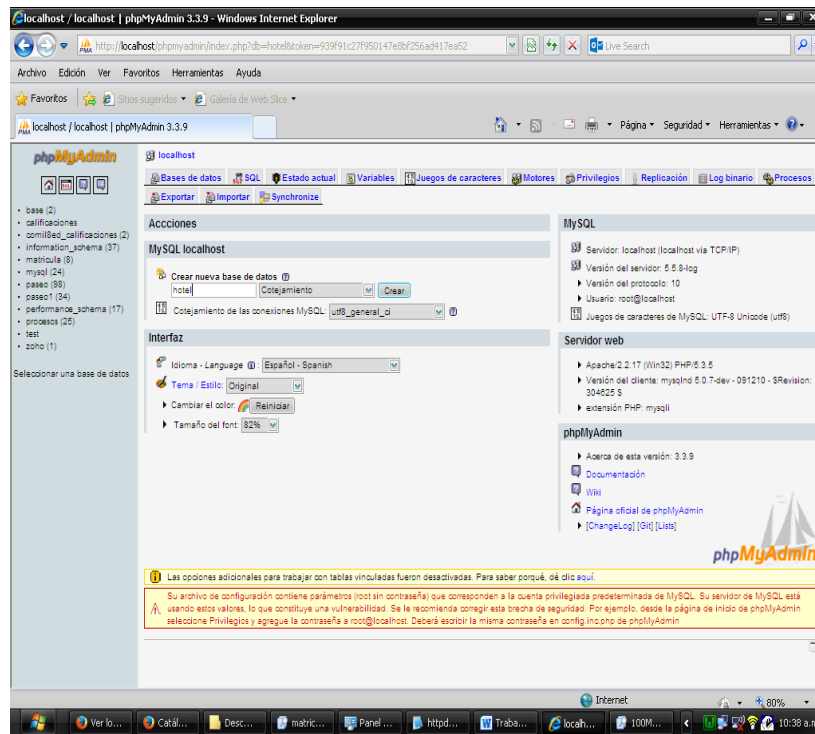 localhost / localhost | phpMyAdmin 3.3.9 - Windows Internet Explorer
http://localhost/phpmyadmin/index.php?db=hotel&token=939f91c27f950147e8bf256ad417ea52
Live Search
Archivo Edición Ver Favoritos Herramientas Ayuda
Favoritos Sitios sugeridos Galería de Web Slice
localhost / localhost | phpMyAdmin 3.3.9
Página Seguridad Herramientas
phpMyAdmin
base (2)
calificaciones
comil8ed_calificaciones (2)
information_schema (37)
matricula (8)
mysql (24)
paseo (98)
paseo1 (34)
performance_schema (17)
procesos (25)
test
zoho (1)
Seleccionar una base de datos
localhost
Bases de datos SQL Estado actual Variables Juegos de caracteres Motores Privilegios Replicación Log binario Procesos
Exportar Importar Synchronize
Accciones
MySQL localhost
Crear nueva base de datos
hotel Cotejamiento Crear
Cotejamiento de las conexiones MySQL: utf8_general_ci
Interfaz
Idioma - Language : Español - Spanish
Tema / Estilo: Original
Cambiar el color: Reiniciar
Tamaño del font: 82%
MySQL
Servidor: localhost (localhost via TCP/IP)
Versión del servidor: 5.5.8-log
Versión del protocolo: 10
Usuario: root@localhost
Juegos de caracteres de MySQL: UTF-8 Unicode (utf8)
Servidor web
Apache/2.2.17 (Win32) PHP/5.3.5
Versión del cliente: mysqlnd 5.0.7-dev - 091210 - $Revision:
304625 $
extensión PHP: mysqli
phpMyAdmin
Acerca de esta versión: 3.3.9
Documentación
Wiki
Página oficial de phpMyAdmin
[ChangeLog] [Git] [Lists]
phpMyAdmin
Las opciones adicionales para trabajar con tablas vinculadas fueron desactivadas. Para saber porqué, dé clic aquí.
Su archivo de configuración contiene parámetros (root sin contraseña) que corresponden a la cuenta privilegiada predeterminada de MySQL. Su servidor de MySQL está
usando estos valores, lo que constituye una vulnerabilidad. Se le recomienda corregir esta brecha de seguridad. Por ejemplo, desde la página de inicio de phpMyAdmin
seleccione Privilegios y agregue la contraseña a root@localhost. Deberá escribir la misma contraseña en config.inc.php de phpMyAdmin
Internet 80%
Ver lo... Catál... Desc... matric... Panel ... httpd... Traba... localh... 100M... 10:38 a.m